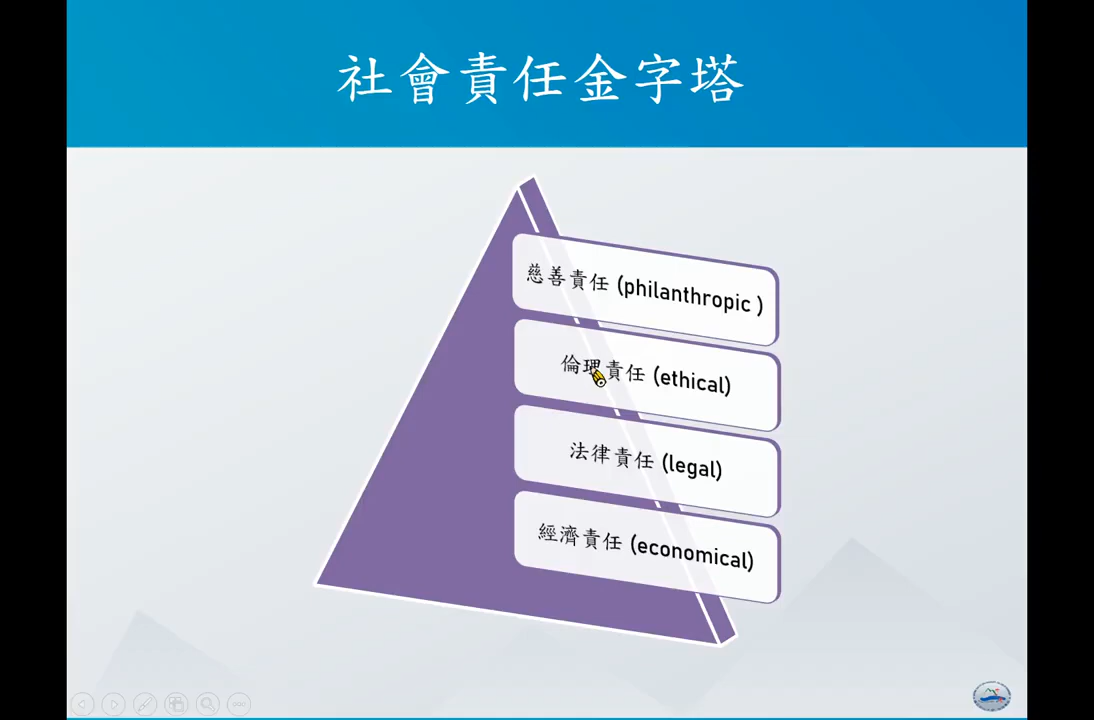 社會責任金字塔
慈善責任 (philanthropic )
倫理責任 (ethical)
法律責任 (legal)
經濟責任 (economical)